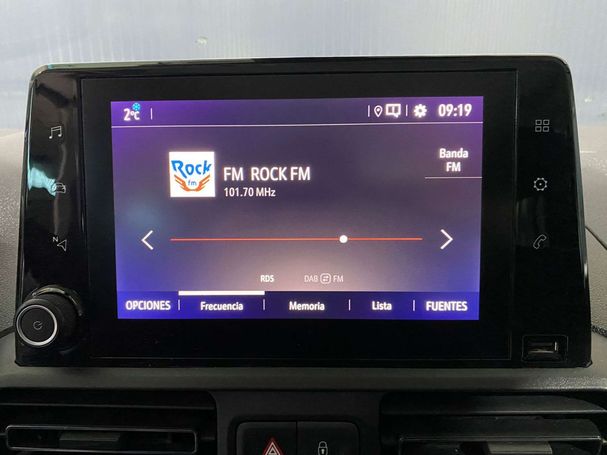 2°C
09:19
Rock
fm
FM ROCK FM
101.70 MHz
Banda
FM
N
RDS
DAB FM
OPCIONES
Frecuencia
Memoria
Lista
FUENTES